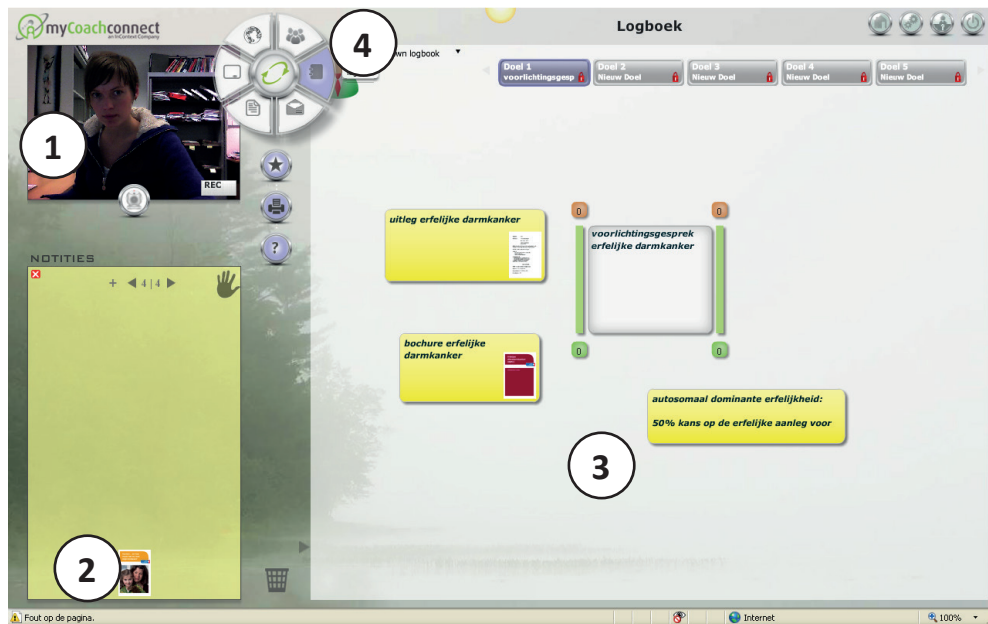 myCoachconnect
an InContext Company
Logboek
4
wn logbook
Doel 1
voorlichtingsgesp
Doel 2
Nieuw Doel
Doel 3
Nieuw Doel
Doel 4
Nieuw Doel
Doel 5
Nieuw Doel
1
REC
?
NOTITIES
+ 4|4
uitleg erfelijke darmkanker
0
0
voorlichtingsgesprek
erfelijke darmkanker
0
0
bochure erfelijke
darmkanker
autosomaal dominante erfelijkheid:
50% kans op de erfelijke aanleg voor
3
2
Fout op de pagina.
Internet
100%